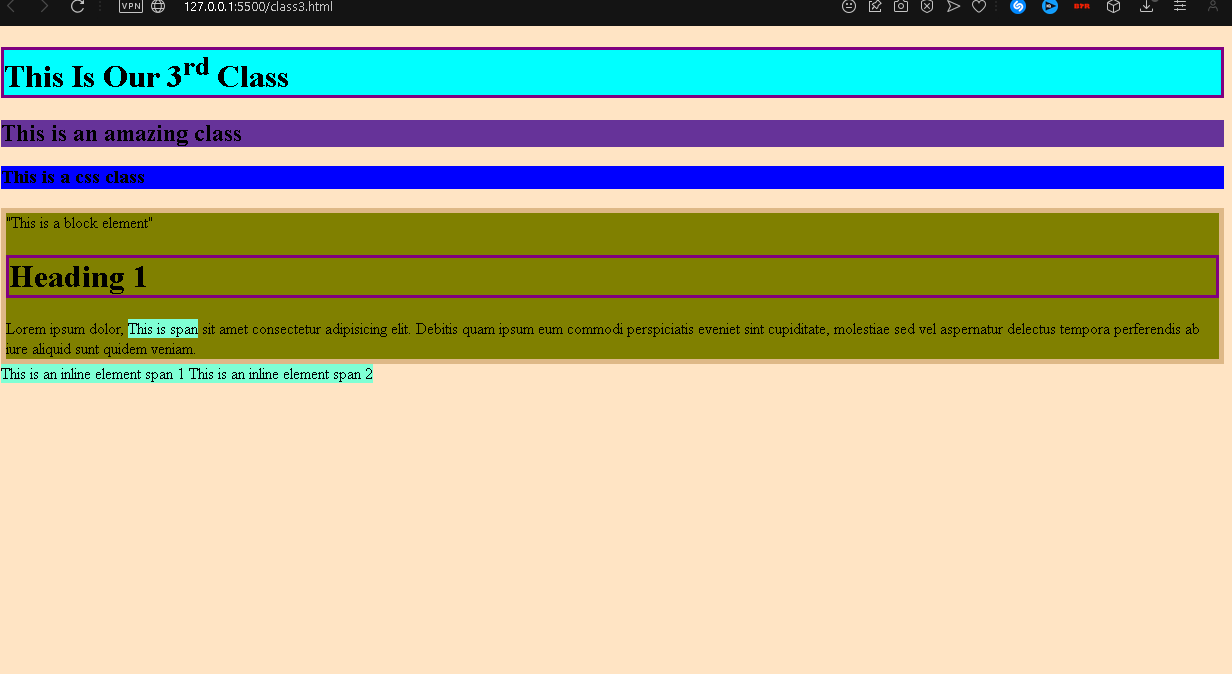 VPN 127.0.0.1:5500/class3.html
This Is Our 3rd Class
This is an amazing class
This is a css class
"This is a block element"
Heading 1
Lorem ipsum dolor, This is span sit amet consectetur adipisicing elit. Debitis quam ipsum eum commodi perspiciatis eveniet sint cupiditate, molestiae sed vel aspernatur delectus tempora perferendis ab
iure aliquid sunt quidem veniam.
This is an inline element span 1 This is an inline element span 2